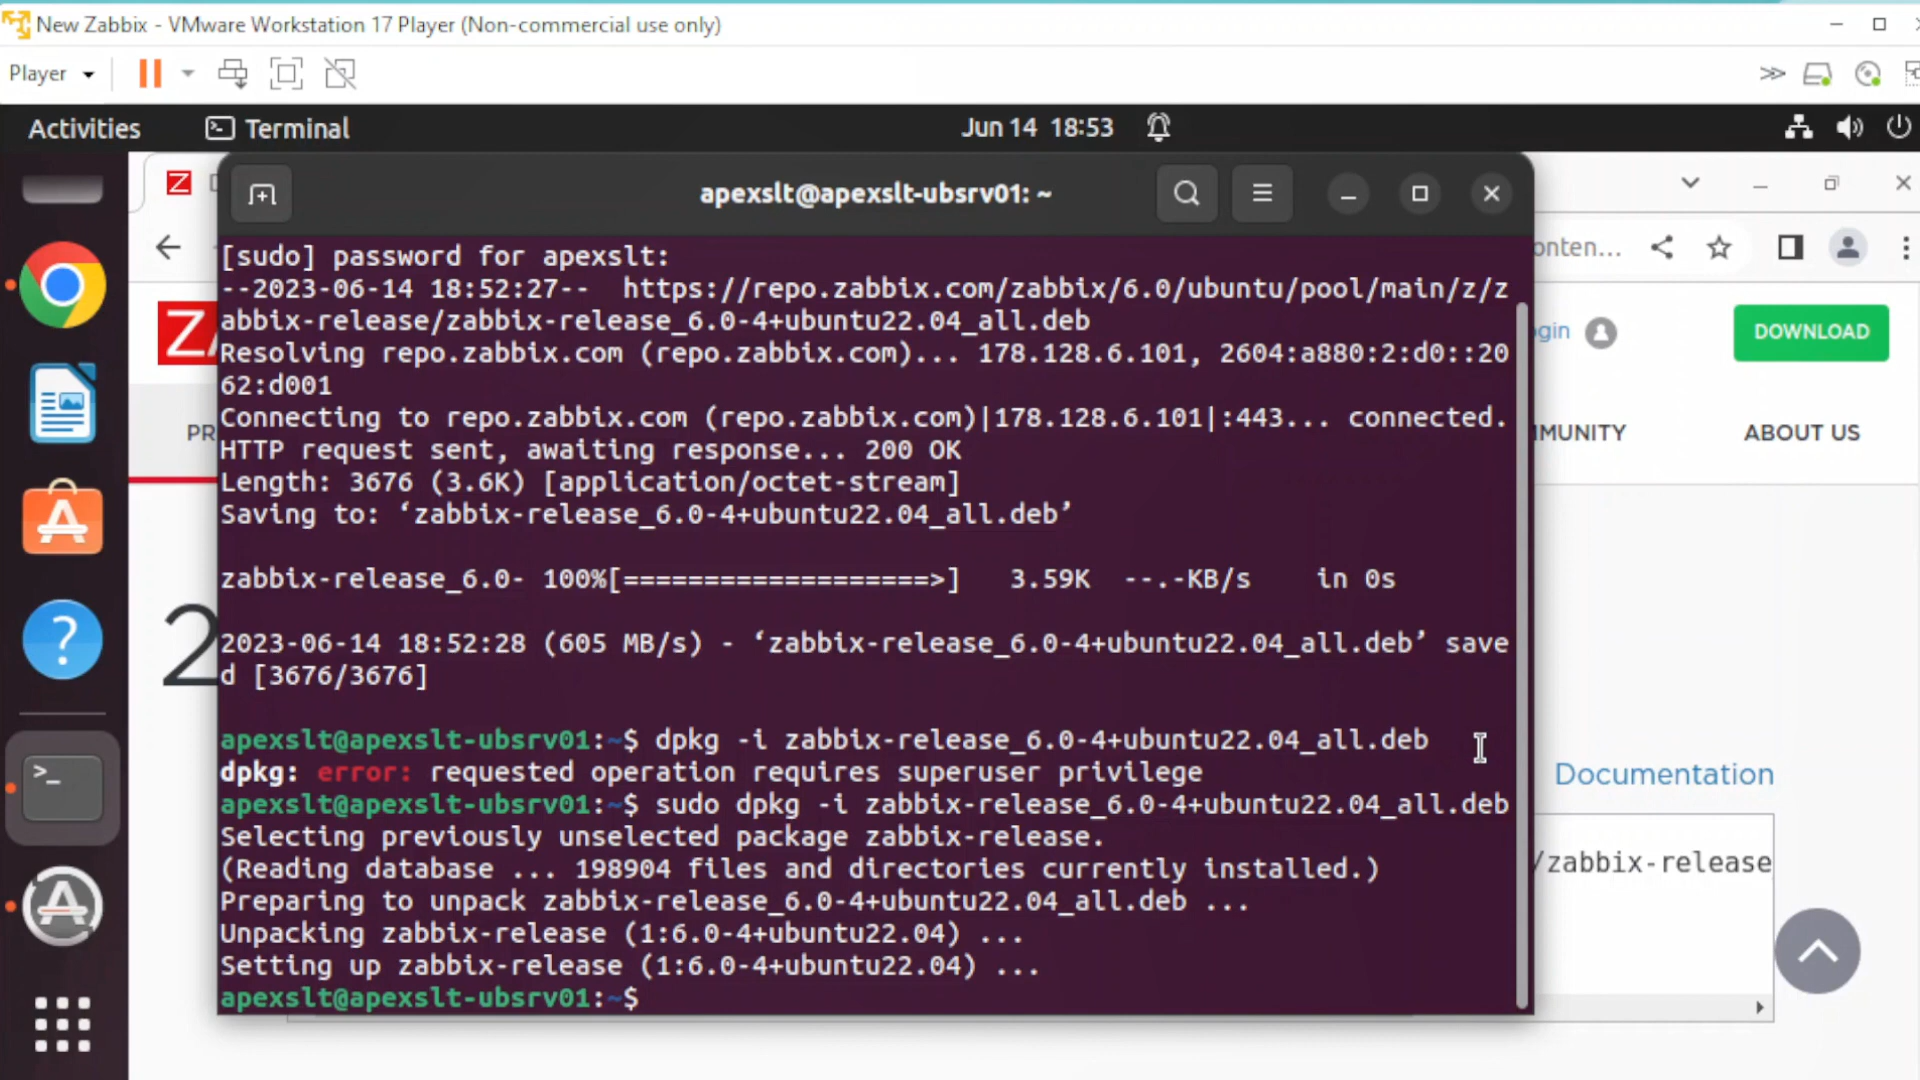 New Zabbix - VMware Workstation 17 Player (Non-commercial use only)
Player
Activities
Terminal
Jun 14 18:53
apexslt@apexslt-ubsrv01: ~
[sudo] password for apexslt:
--2023-06-14 18:52:27--  https://repo.zabbix.com/zabbix/6.0/ubuntu/pool/main/z/z
abbix-release/zabbix-release_6.0-4+ubuntu22.04_all.deb
Resolving repo.zabbix.com (repo.zabbix.com)... 178.128.6.101, 2604:a880:2:d0::20
62:d001
Connecting to repo.zabbix.com (repo.zabbix.com)|178.128.6.101|:443... connected.
HTTP request sent, awaiting response... 200 OK
Length: 3676 (3.6K) [application/octet-stream]
Saving to: ‘zabbix-release_6.0-4+ubuntu22.04_all.deb’
zabbix-release_6.0- 100%[===================>]   3.59K  --.-KB/s    in 0s
2023-06-14 18:52:28 (605 MB/s) - ‘zabbix-release_6.0-4+ubuntu22.04_all.deb’ save
d [3676/3676]
apexslt@apexslt-ubsrv01:~$ dpkg -i zabbix-release_6.0-4+ubuntu22.04_all.deb
dpkg: error: requested operation requires superuser privilege
apexslt@apexslt-ubsrv01:~$ sudo dpkg -i zabbix-release_6.0-4+ubuntu22.04_all.deb
Selecting previously unselected package zabbix-release.
(Reading database ... 198904 files and directories currently installed.)
Preparing to unpack zabbix-release_6.0-4+ubuntu22.04_all.deb ...
Unpacking zabbix-release (1:6.0-4+ubuntu22.04) ...
Setting up zabbix-release (1:6.0-4+ubuntu22.04) ...
apexslt@apexslt-ubsrv01:~$
onten...
gin
DOWNLOAD
PR
MUNITY
ABOUT US
2
Documentation
/zabbix-release